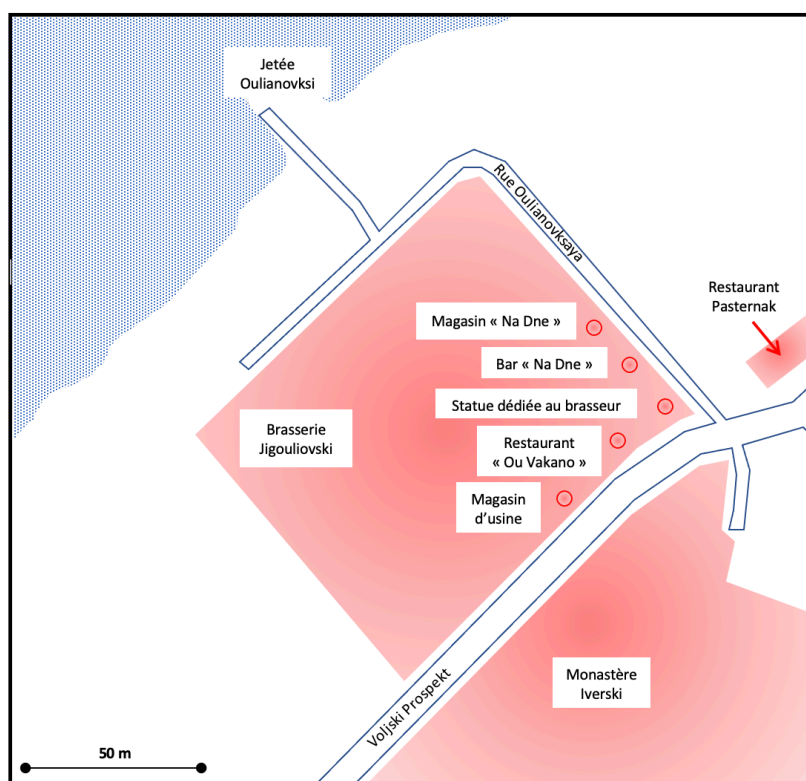 Jetée
Oulianovksi
Rue Oulianovksaya
Restaurant
Pasternak
Magasin « Na Dne »
Bar « Na Dne »
Statue dédiée au brasseur
Brasserie
Jigouliovski
Restaurant
« Ou Vakano »
Magasin
d'usine
Monastère
Iverski
Voljski Prospekt
50 m